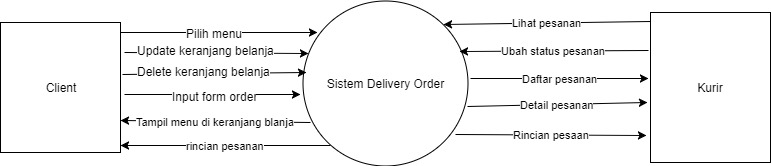 Client
Pilih menu
Update keranjang belanja
Delete keranjang belanja
Input form order
Tampil menu di keranjang blanja
rincian pesanan
Sistem Delivery Order
Lihat pesanan
Ubah status pesanan
Daftar pesanan
Detail pesanan
Rincian pesaan
Kurir